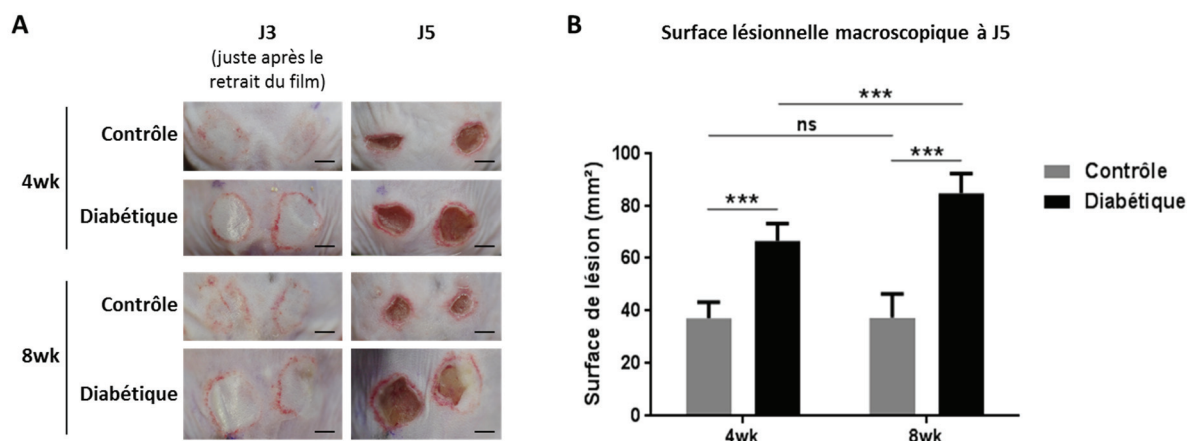 A
J3
(juste après le
retrait du film)
J5
4wk
Contrôle
Diabétique
8wk
Contrôle
Diabétique
B
Surface lésionnelle macroscopique à J5
***
ns
***
***
Surface de lésion (mm²)
100
80
60
40
20
0
4wk
8wk
Contrôle
Diabétique